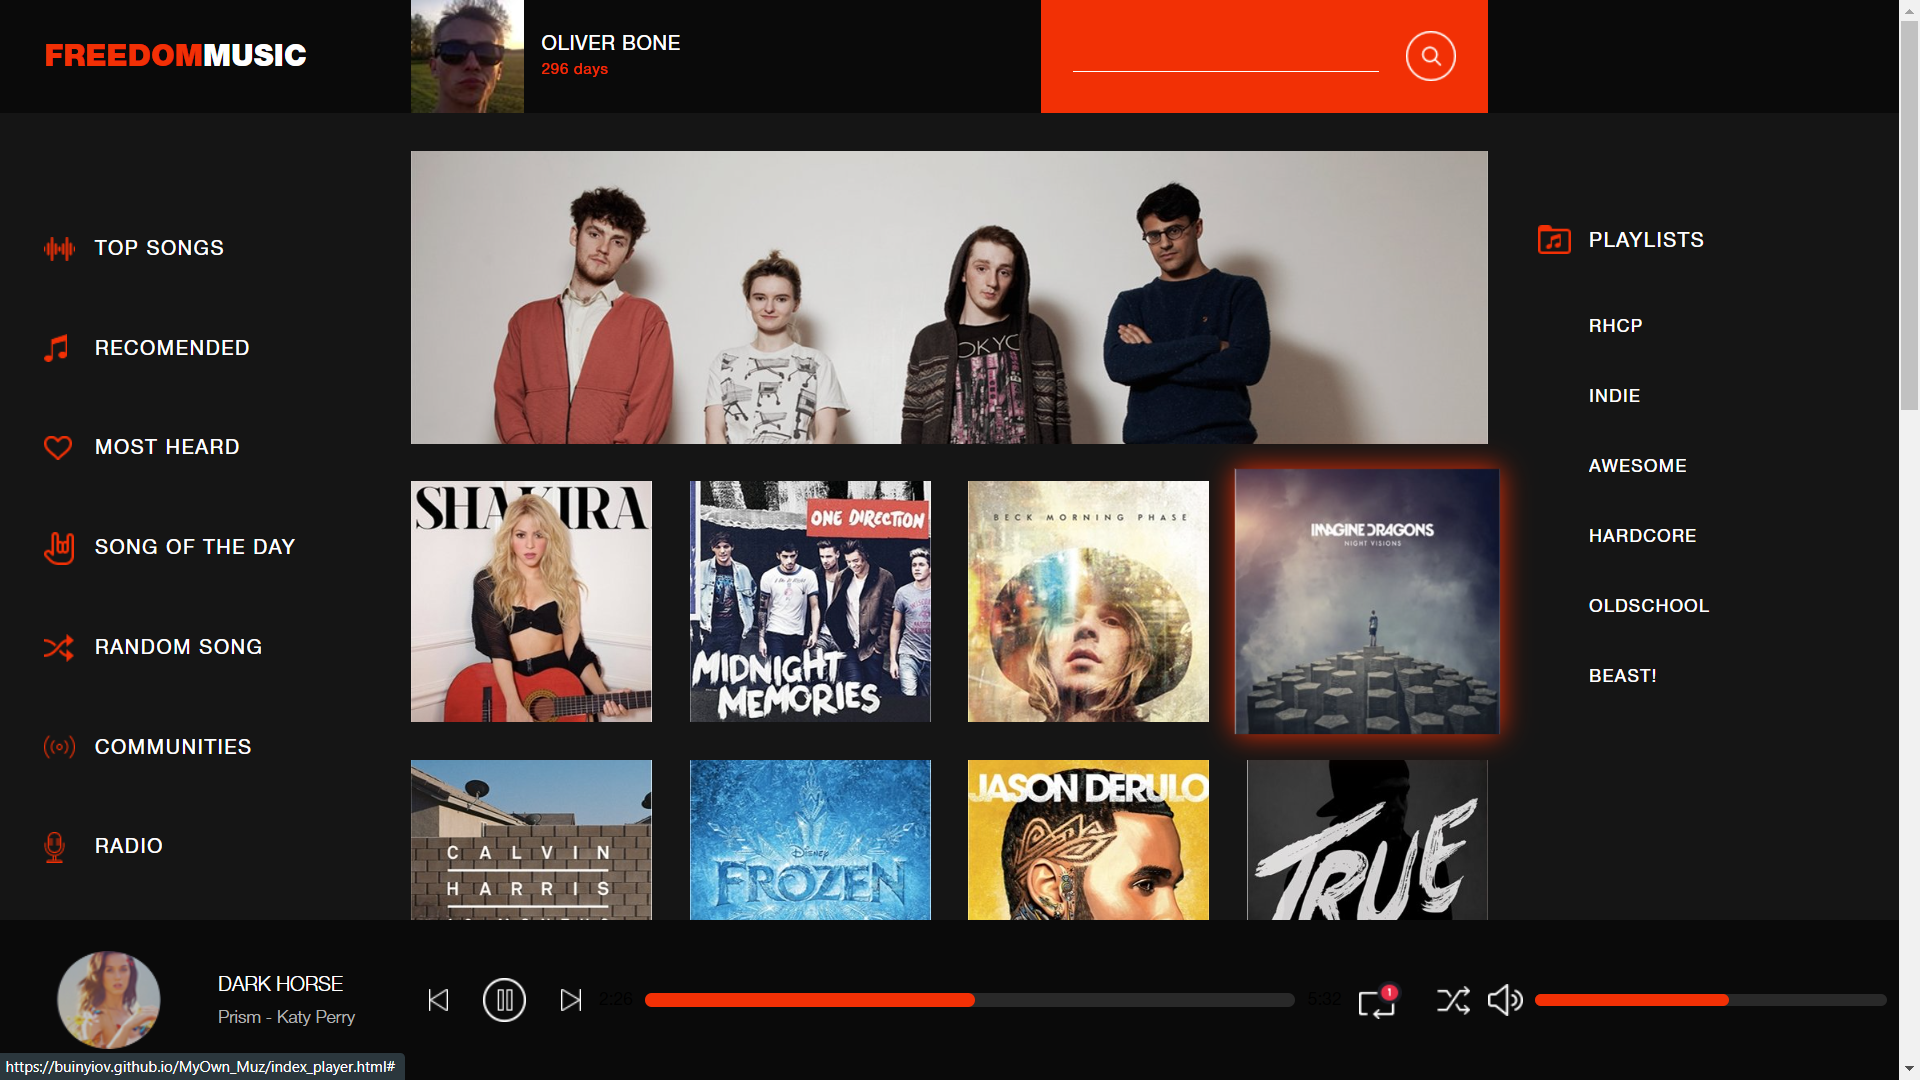 FREEDOMMUSIC
OLIVER BONE
296 days
TOP SONGS
RECOMENDED
MOST HEARD
SONG OF THE DAY
RANDOM SONG
COMMUNITIES
RADIO
OKYO
SHAKIRA
ONE DIRECTION
MIDNIGHT
MEMORIES
BECK MORNING PHASE
IMAGINE DRAGONS
NIGHT VISIONS
CALVIN
HARRIS
Disney
FROZEN
JASON DERULO
TRUE
PLAYLISTS
RHCP
INDIE
AWESOME
HARDCORE
OLDSCHOOL
BEAST!
DARK HORSE
Prism - Katy Perry
2:26
5:32
1
https://buinyiov.github.io/MyOwn_Muz/index_player.html#